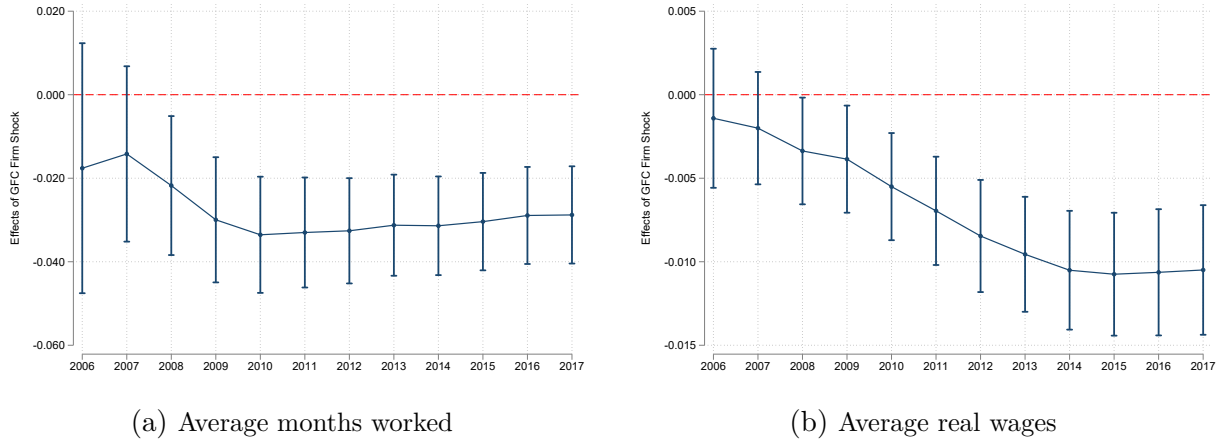 0.020
0.000
-0.020
-0.040
-0.060
Effects of GFC Firm Shock
2006 2007 2008 2009 2010 2011 2012 2013 2014 2015 2016 2017
(a) Average months worked
0.005
0.000
-0.005
-0.010
-0.015
Effects of GFC Firm Shock
2006 2007 2008 2009 2010 2011 2012 2013 2014 2015 2016 2017
(b) Average real wages